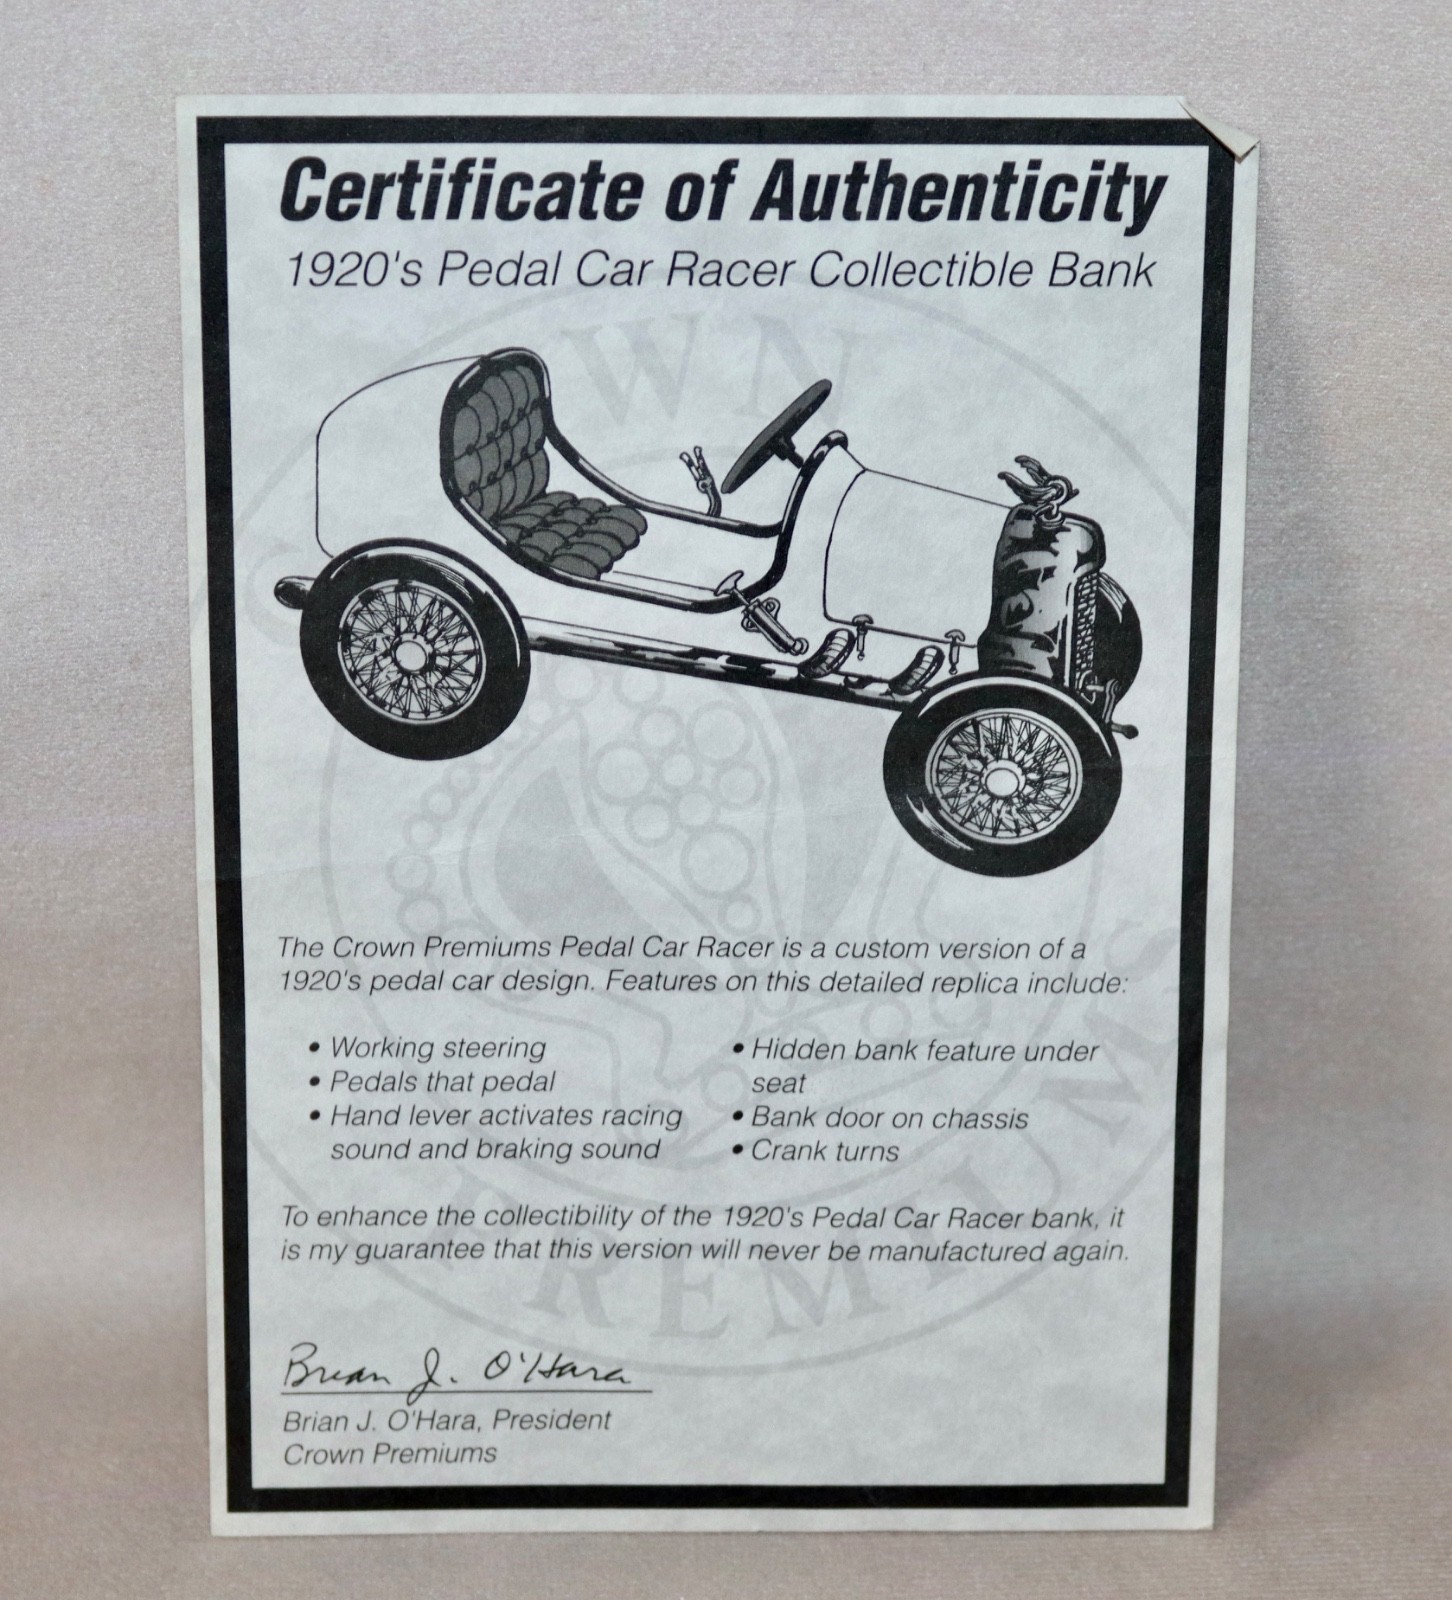 Certificate of Authenticity
1920's Pedal Car Racer Collectible Bank
CROWN
The Crown Premiums Pedal Car Racer is a custom version of a
1920's pedal car design. Features on this detailed replica include:
• Working steering
• Pedals that pedal
• Hand lever activates racing
sound and braking sound
• Hidden bank feature under
seat
• Bank door on chassis
• Crank turns
PREMIUMS
To enhance the collectibility of the 1920's Pedal Car Racer bank, it
is my guarantee that this version will never be manufactured again.
Brian J. O'Hara
Brian J. O'Hara, President
Crown Premiums